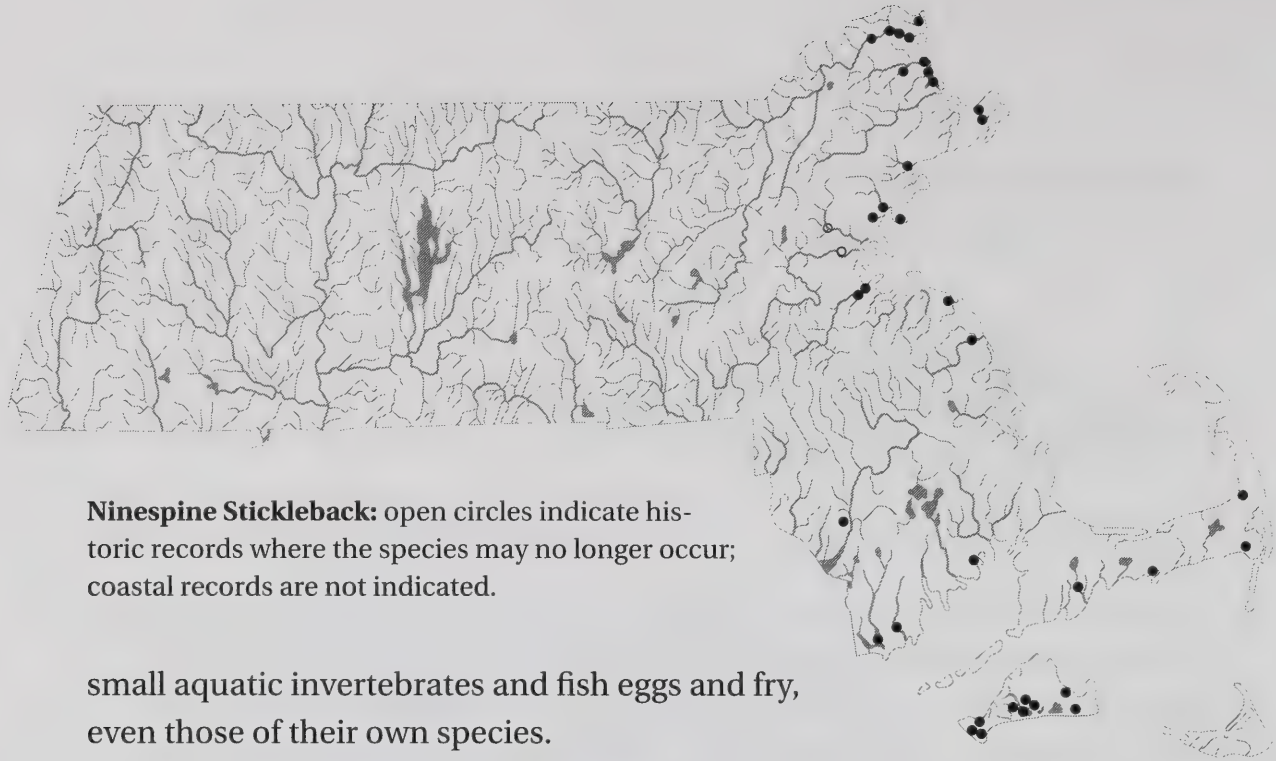 Ninespine Stickleback: open circles indicate his-
toric records where the species may no longer occur;
coastal records are not indicated.
small aquatic invertebrates and fish eggs and fry,
even those of their own species.